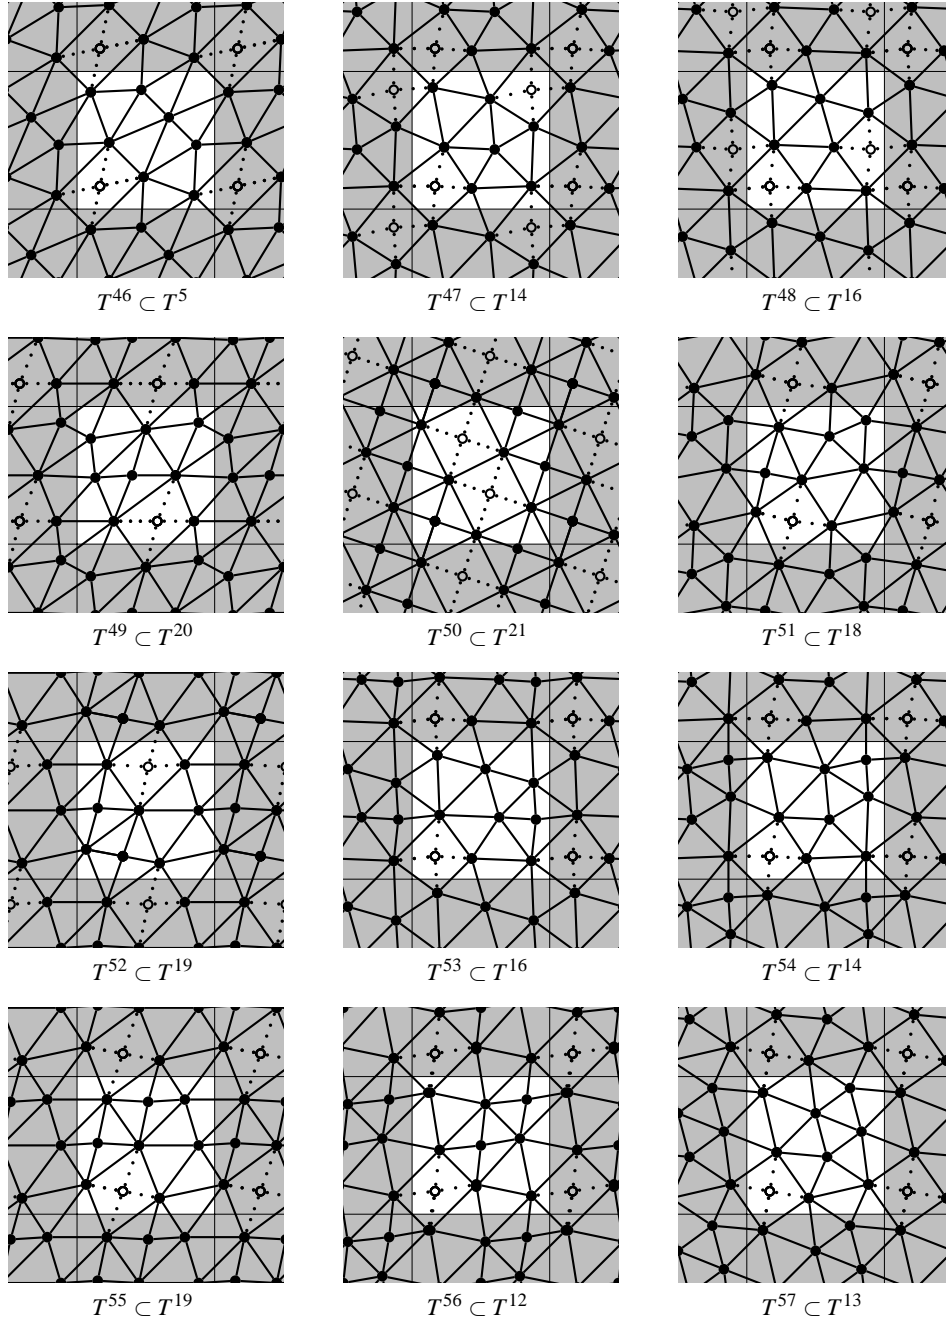 T^46 ⊂ T^5
T^47 ⊂ T^14
T^48 ⊂ T^16
T^49 ⊂ T^20
T^50 ⊂ T^21
T^51 ⊂ T^18
T^52 ⊂ T^19
T^53 ⊂ T^16
T^54 ⊂ T^14
T^55 ⊂ T^19
T^56 ⊂ T^12
T^57 ⊂ T^13